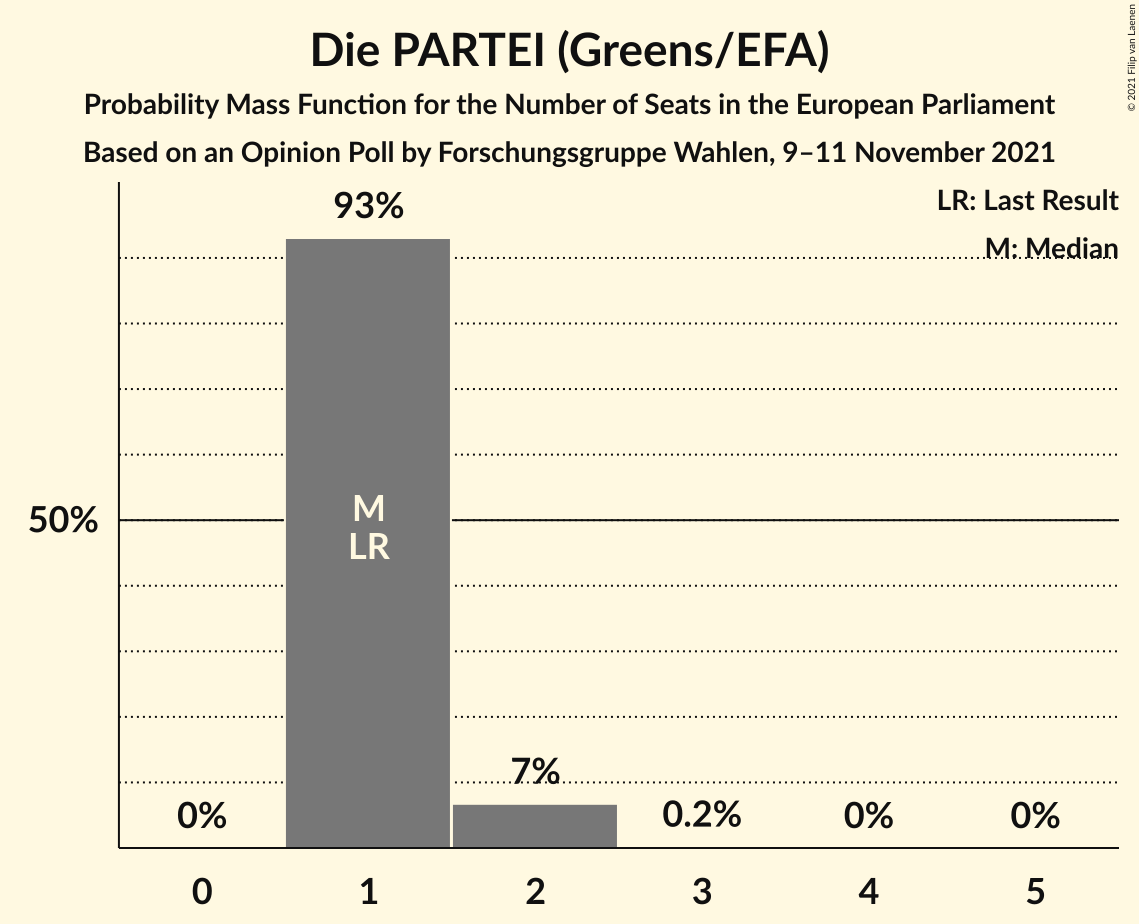 Die PARTEI (Greens/EFA)
Probability Mass Function for the Number of Seats in the European Parliament
Based on an Opinion Poll by Forschungsgruppe Wahlen, 9–11 November 2021
© 2021 Filip van Laenen
LR: Last Result
M: Median
93%
50%
M
LR
7%
0%
0.2%
0%
0%
0 1 2 3 4 5